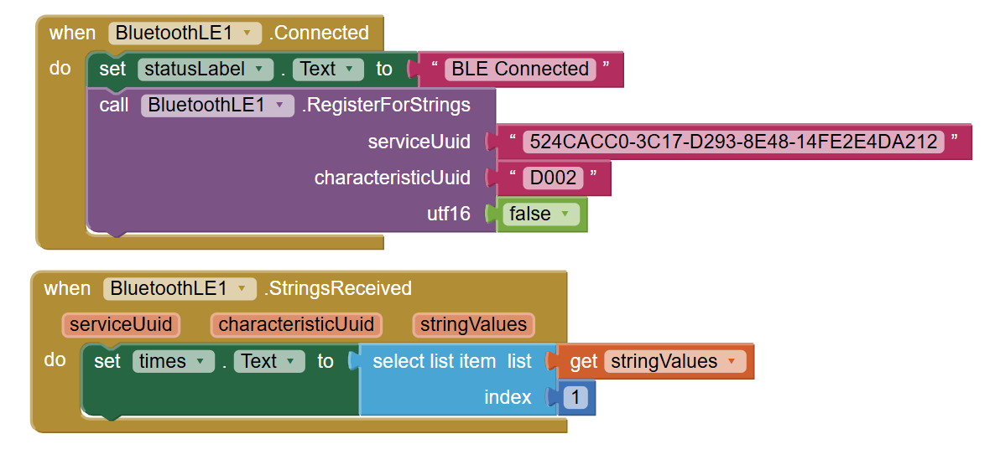 when BluetoothLE1 .Connected
do set statusLabel . Text to “ BLE Connected ”
call BluetoothLE1 .RegisterForStrings
serviceUuid “ 524CACC0-3C17-D293-8E48-14FE2E4DA212 ”
characteristicUuid “ D002 ”
utf16 false
when BluetoothLE1 .StringsReceived
serviceUuid characteristicUuid stringValues
do set times . Text to select list item list get stringValues
index 1